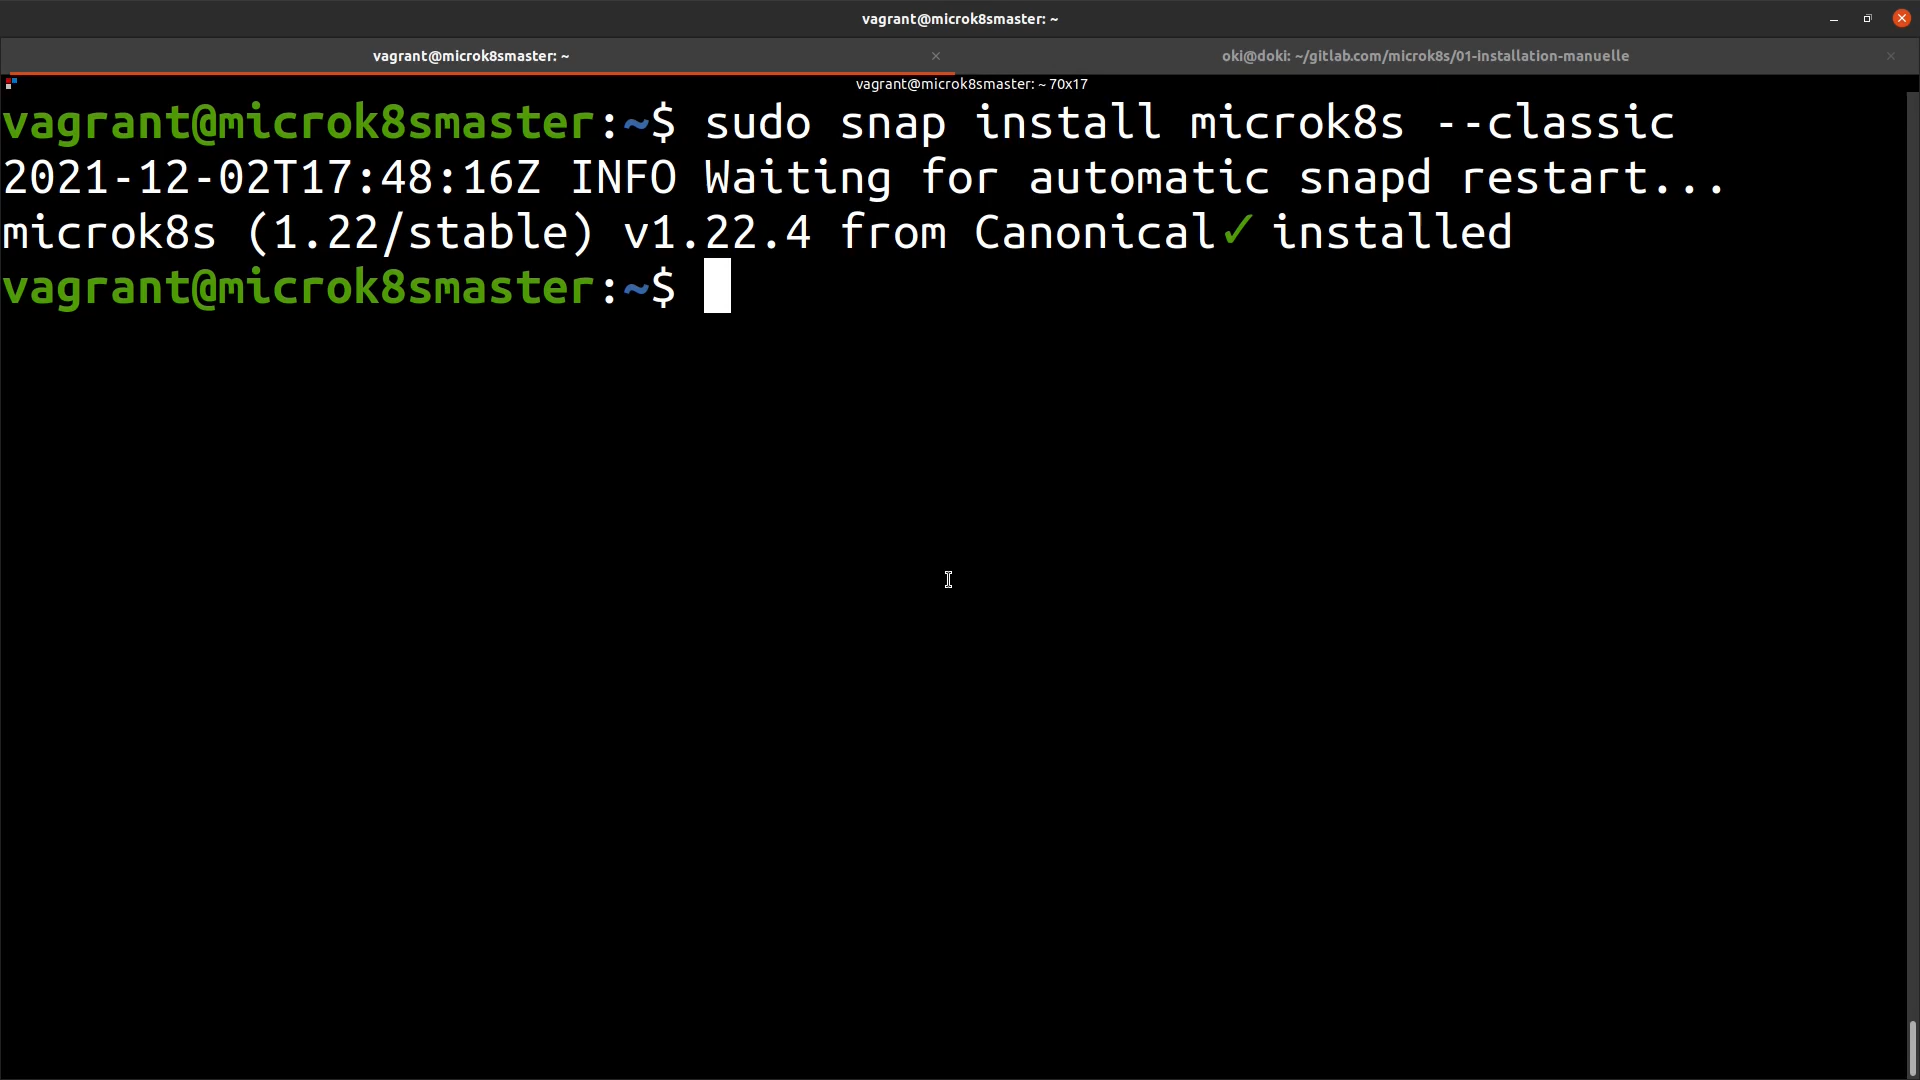 vagrant@microk8smaster: ~
vagrant@microk8smaster: ~
oki@doki: ~/gitlab.com/microk8s/01-installation-manuelle
vagrant@microk8smaster: ~ 70x17
vagrant@microk8smaster:~$ sudo snap install microk8s --classic
2021-12-02T17:48:16Z INFO Waiting for automatic snapd restart...
microk8s (1.22/stable) v1.22.4 from Canonical✓ installed
vagrant@microk8smaster:~$